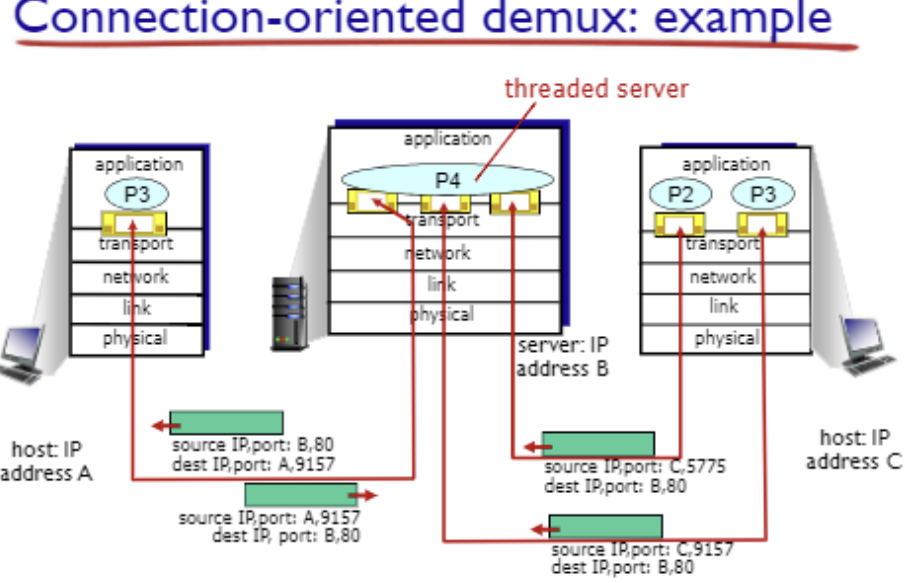 Connection-oriented demux: example
threaded server
application
P3
transport
network
link
physical
host: IP
address A
application
P4
transport
network
link
physical
server: IP
address B
application
P2 P3
transport
network
link
physical
host: IP
address C
source IP,port: B,80
dest IP,port: A,9157
source IP,port: A,9157
dest IP, port: B,80
source IP,port: C,5775
dest IP,port: B,80
source IP,port: C,9157
dest IP,port: B,80